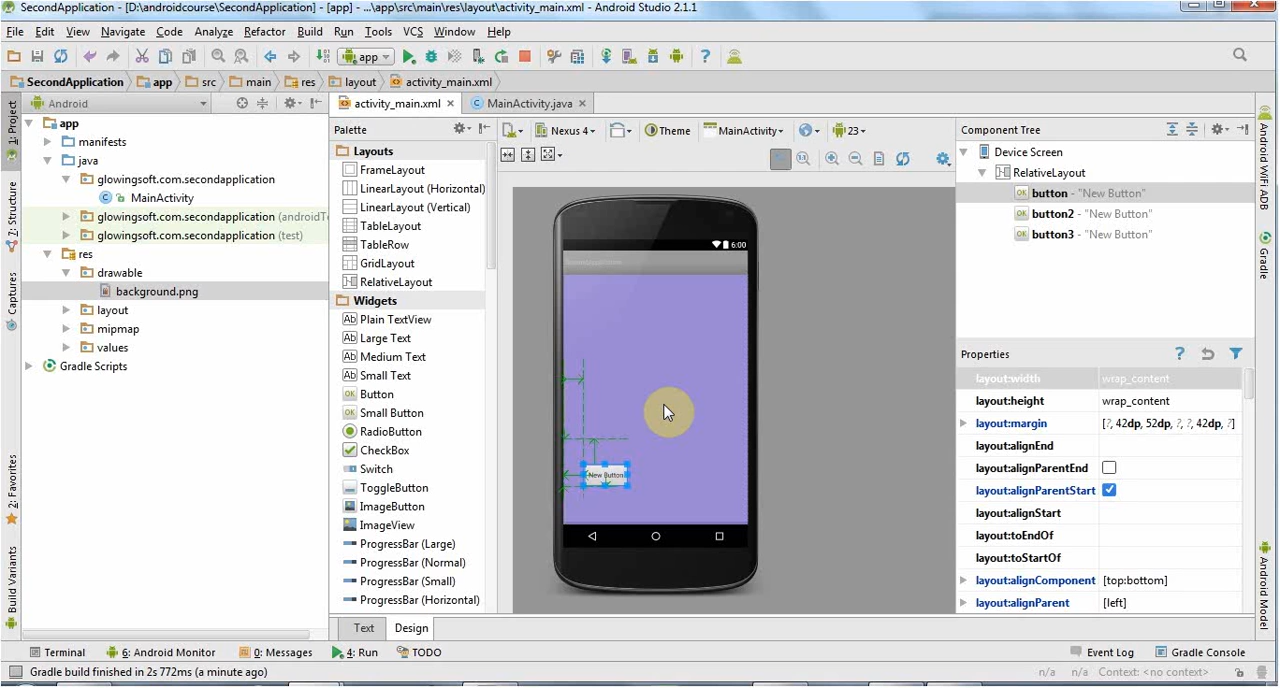 SecondApplication - [D:\androidcourse\SecondApplication] - [app] - ...\app\src\main\res\layout\activity_main.xml - Android Studio 2.1.1
File Edit View Navigate Code Analyze Refactor Build Run Tools VCS Window Help
app
SecondApplication app src main res layout activity_main.xml
Android
activity_main.xml MainActivity.java
1: Project
Z: Structure
Captures
2: Favorites
Build Variants
app
manifests
java
glowingsoft.com.secondapplication
MainActivity
glowingsoft.com.secondapplication (androidTe
glowingsoft.com.secondapplication (test)
res
drawable
background.png
layout
mipmap
values
Gradle Scripts
Palette
Layouts
FrameLayout
LinearLayout (Horizontal)
LinearLayout (Vertical)
TableLayout
TableRow
GridLayout
RelativeLayout
Widgets
Plain TextView
Large Text
Medium Text
Small Text
Button
Small Button
RadioButton
CheckBox
Switch
ToggleButton
ImageButton
ImageView
ProgressBar (Large)
ProgressBar (Normal)
ProgressBar (Small)
ProgressBar (Horizontal)
Nexus 4 Theme MainActivity 23
6:00
New Button
Text Design
Component Tree
Device Screen
RelativeLayout
button - "New Button"
button2 - "New Button"
button3 - "New Button"
Properties
layout:width wrap_content
layout:height wrap_content
layout:margin [?, 42dp, 52dp, ?, ?, 42dp, ?]
layout:alignEnd
layout:alignParentEnd
layout:alignParentStart
layout:alignStart
layout:toEndOf
layout:toStartOf
layout:alignComponent [top:bottom]
layout:alignParent [left]
Android WiFi ADB
Gradle
Android Model
Terminal 6: Android Monitor 0: Messages 4: Run TODO Event Log Gradle Console
Gradle build finished in 2s 772ms (a minute ago) n/a n/a Context: <no context>